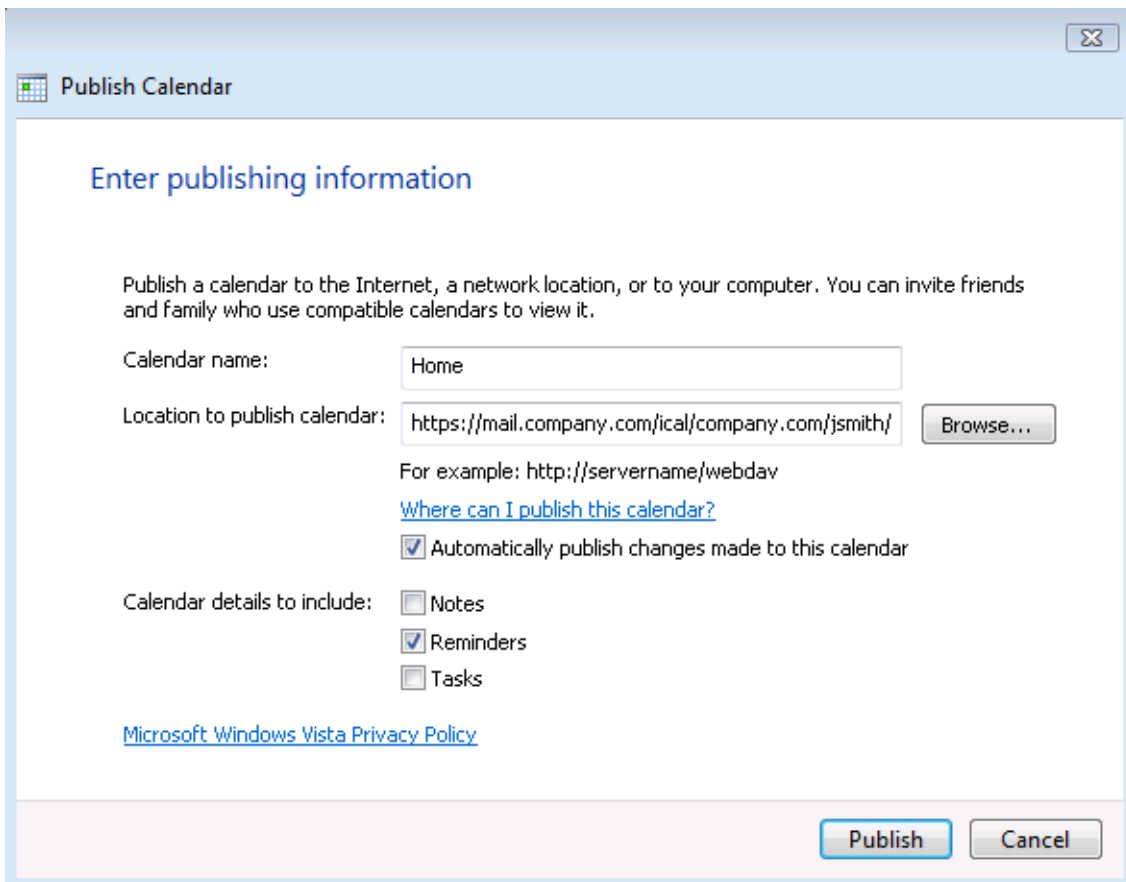 Publish Calendar
Enter publishing information
Publish a calendar to the Internet, a network location, or to your computer. You can invite friends
and family who use compatible calendars to view it.
Calendar name:
Home
Location to publish calendar:
https://mail.company.com/ical/company.com/jsmith/
Browse...
For example: http://servername/webdav
Where can I publish this calendar?
Automatically publish changes made to this calendar
Calendar details to include:
Notes
Reminders
Tasks
Microsoft Windows Vista Privacy Policy
Publish
Cancel